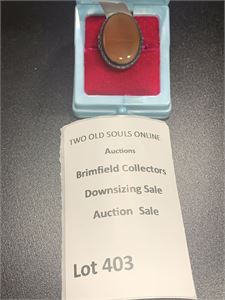 TWO OLD SOULS ONLINE
Auctions
Brimfield Collectors
Downsizing Sale
Auction Sale
Lot 403